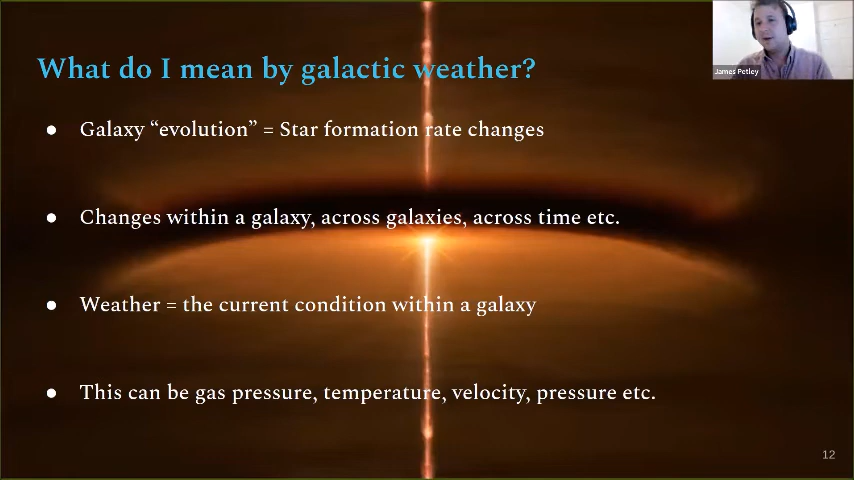 What do I mean by galactic weather?
James Petley
● Galaxy “evolution” = Star formation rate changes
● Changes within a galaxy, across galaxies, across time etc.
● Weather = the current condition within a galaxy
● This can be gas pressure, temperature, velocity, pressure etc.
12